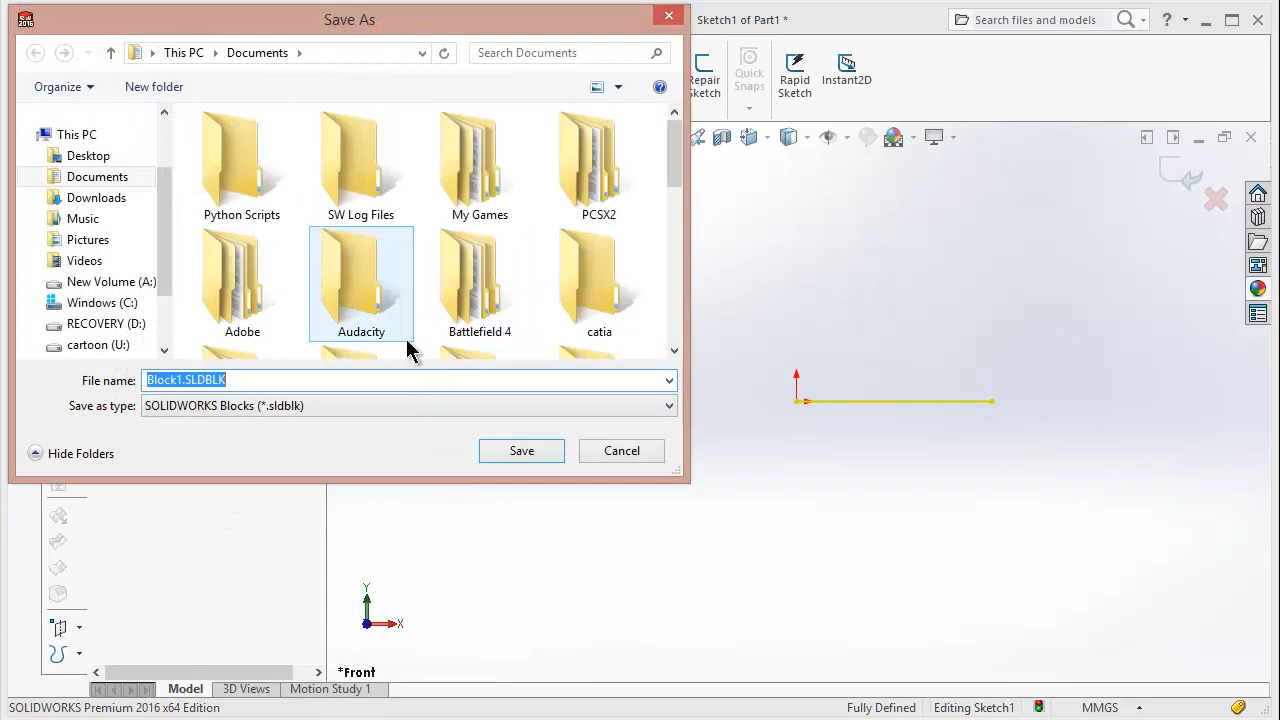 SW
2016
Save As
Sketch1 of Part1 *
Search files and models
?
This PC
Documents
Search Documents
Repair
Sketch
Quick
Snaps
Rapid
Sketch
Instant2D
Organize
New folder
This PC
Desktop
Documents
Downloads
Music
Pictures
Videos
New Volume (A:)
Windows (C:)
RECOVERY (D:)
cartoon (U:)
Python Scripts
SW Log Files
My Games
PCSX2
Adobe
Audacity
Battlefield 4
catia
File name:
Block1.SLDBLK
Save as type:
SOLIDWORKS Blocks (*.sldblk)
Hide Folders
Save
Cancel
Y
X
*Front
Model
3D Views
Motion Study 1
SOLIDWORKS Premium 2016 x64 Edition
Fully Defined
Editing Sketch1
MMGS